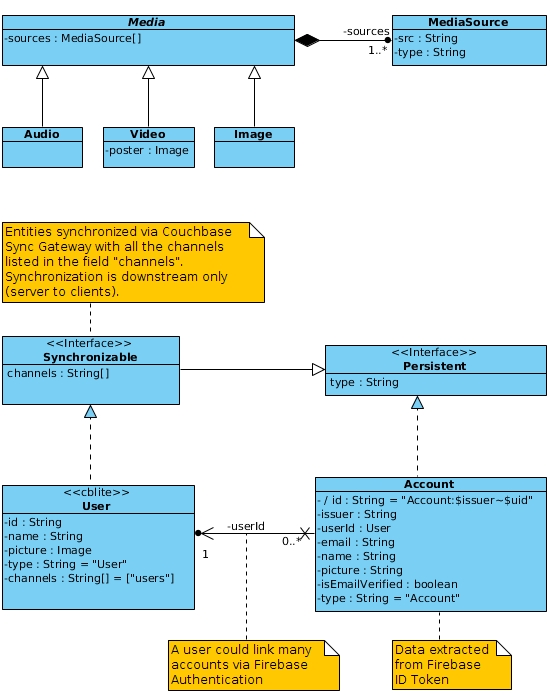 Media
-sources : MediaSource[]
-sources
1..*
MediaSource
-src : String
-type : String
Audio
Video
-poster : Image
Image
Entities synchronized via Couchbase
Sync Gateway with all the channels
listed in the field "channels".
Synchronization is downstream only
(server to clients).
<<Interface>>
Synchronizable
channels : String[]
<<Interface>>
Persistent
type : String
<<cblite>>
User
-id : String
-name : String
-picture : Image
-type : String = "User"
-channels : String[] = ["users"]
-userId
1
0..*
Account
- / id : String = "Account:$issuer~$uid"
-issuer : String
-userId : User
-email : String
-name : String
-picture : String
-isEmailVerified : boolean
-type : String = "Account"
A user could link many
accounts via Firebase
Authentication
Data extracted
from Firebase
ID Token